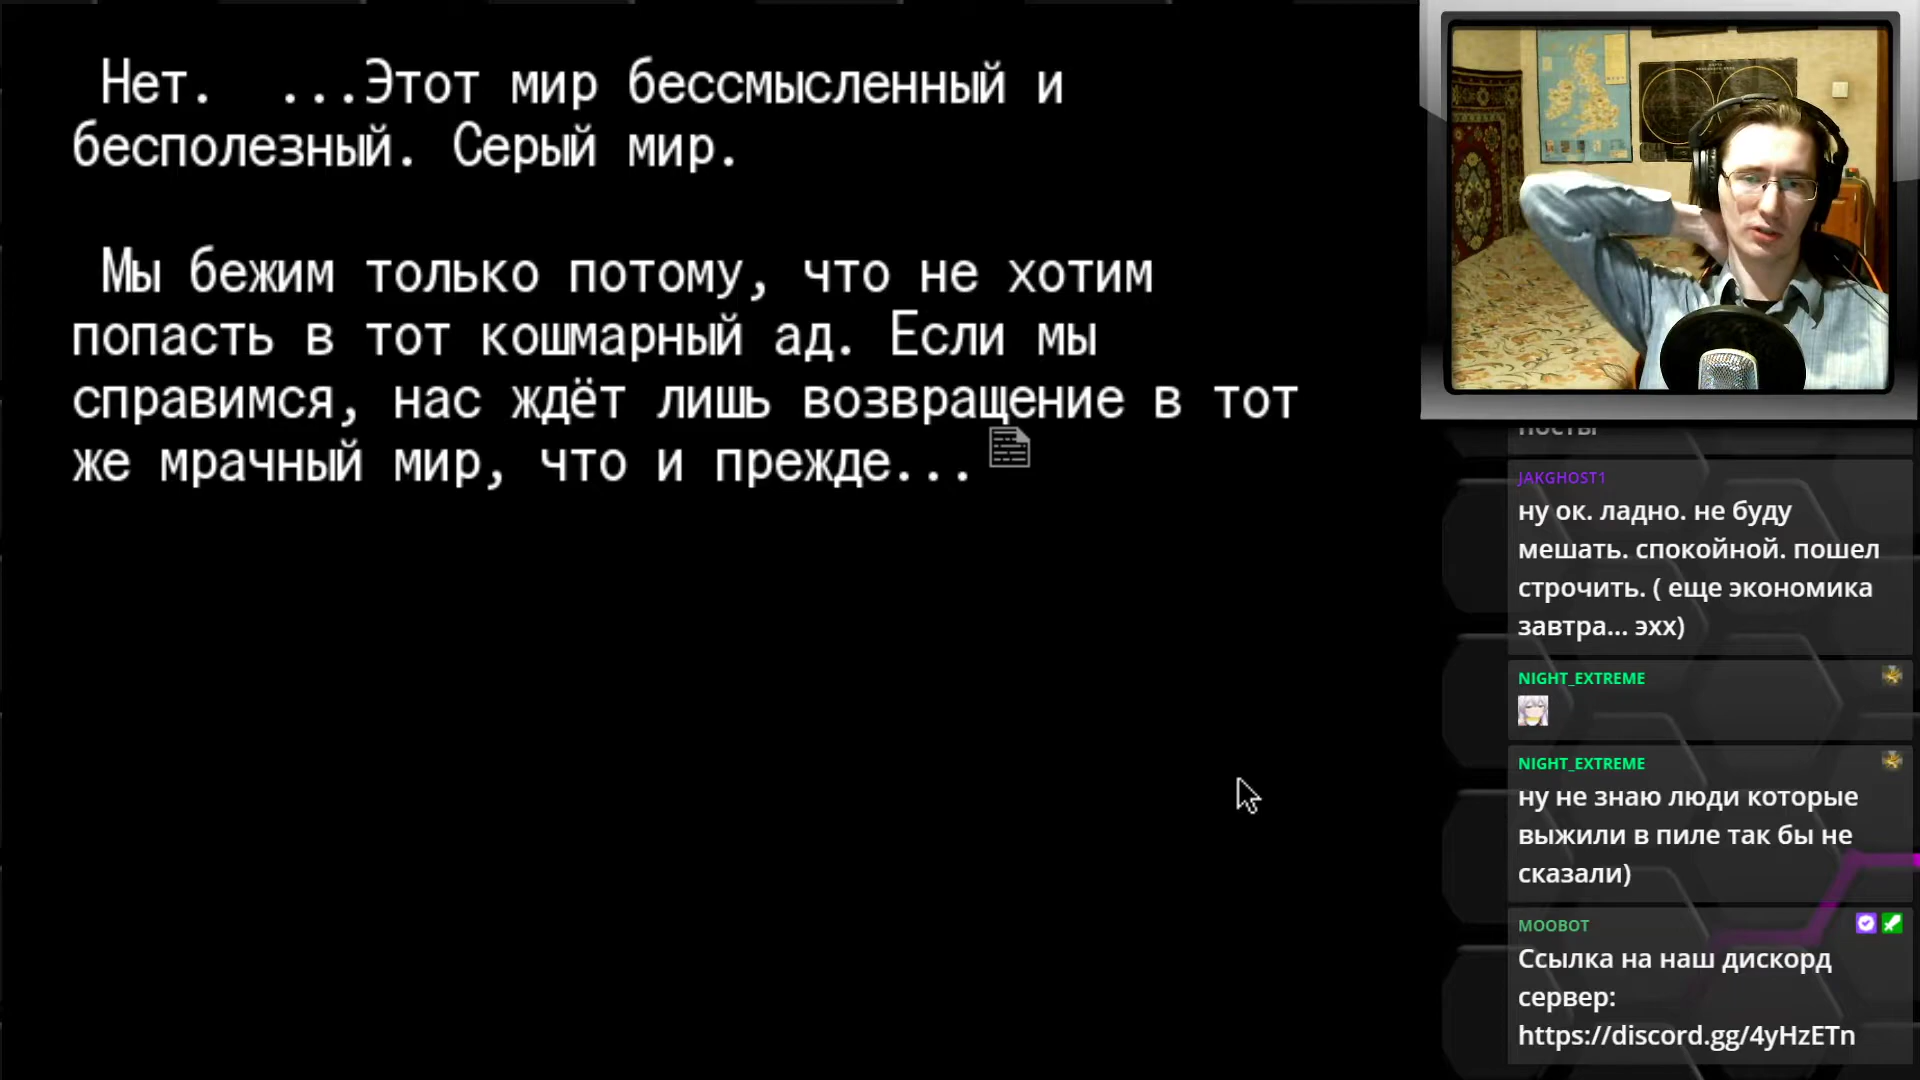 Нет. ...Этот мир бессмысленный и
бесполезный. Серый мир.
Мы бежим только потому, что не хотим
попасть в тот кошмарный ад. Если мы
справимся, нас ждёт лишь возвращение в тот
же мрачный мир, что и прежде...
посты
JAKGHOST1
ну ок. ладно. не буду
мешать. спокойной. пошел
строчить. ( еще экономика
завтра... эхх)
NIGHT_EXTREME
NIGHT_EXTREME
ну не знаю люди которые
выжили в пиле так бы не
сказали)
MOOBOT
Ссылка на наш дискорд
сервер:
https://discord.gg/4yHzETn